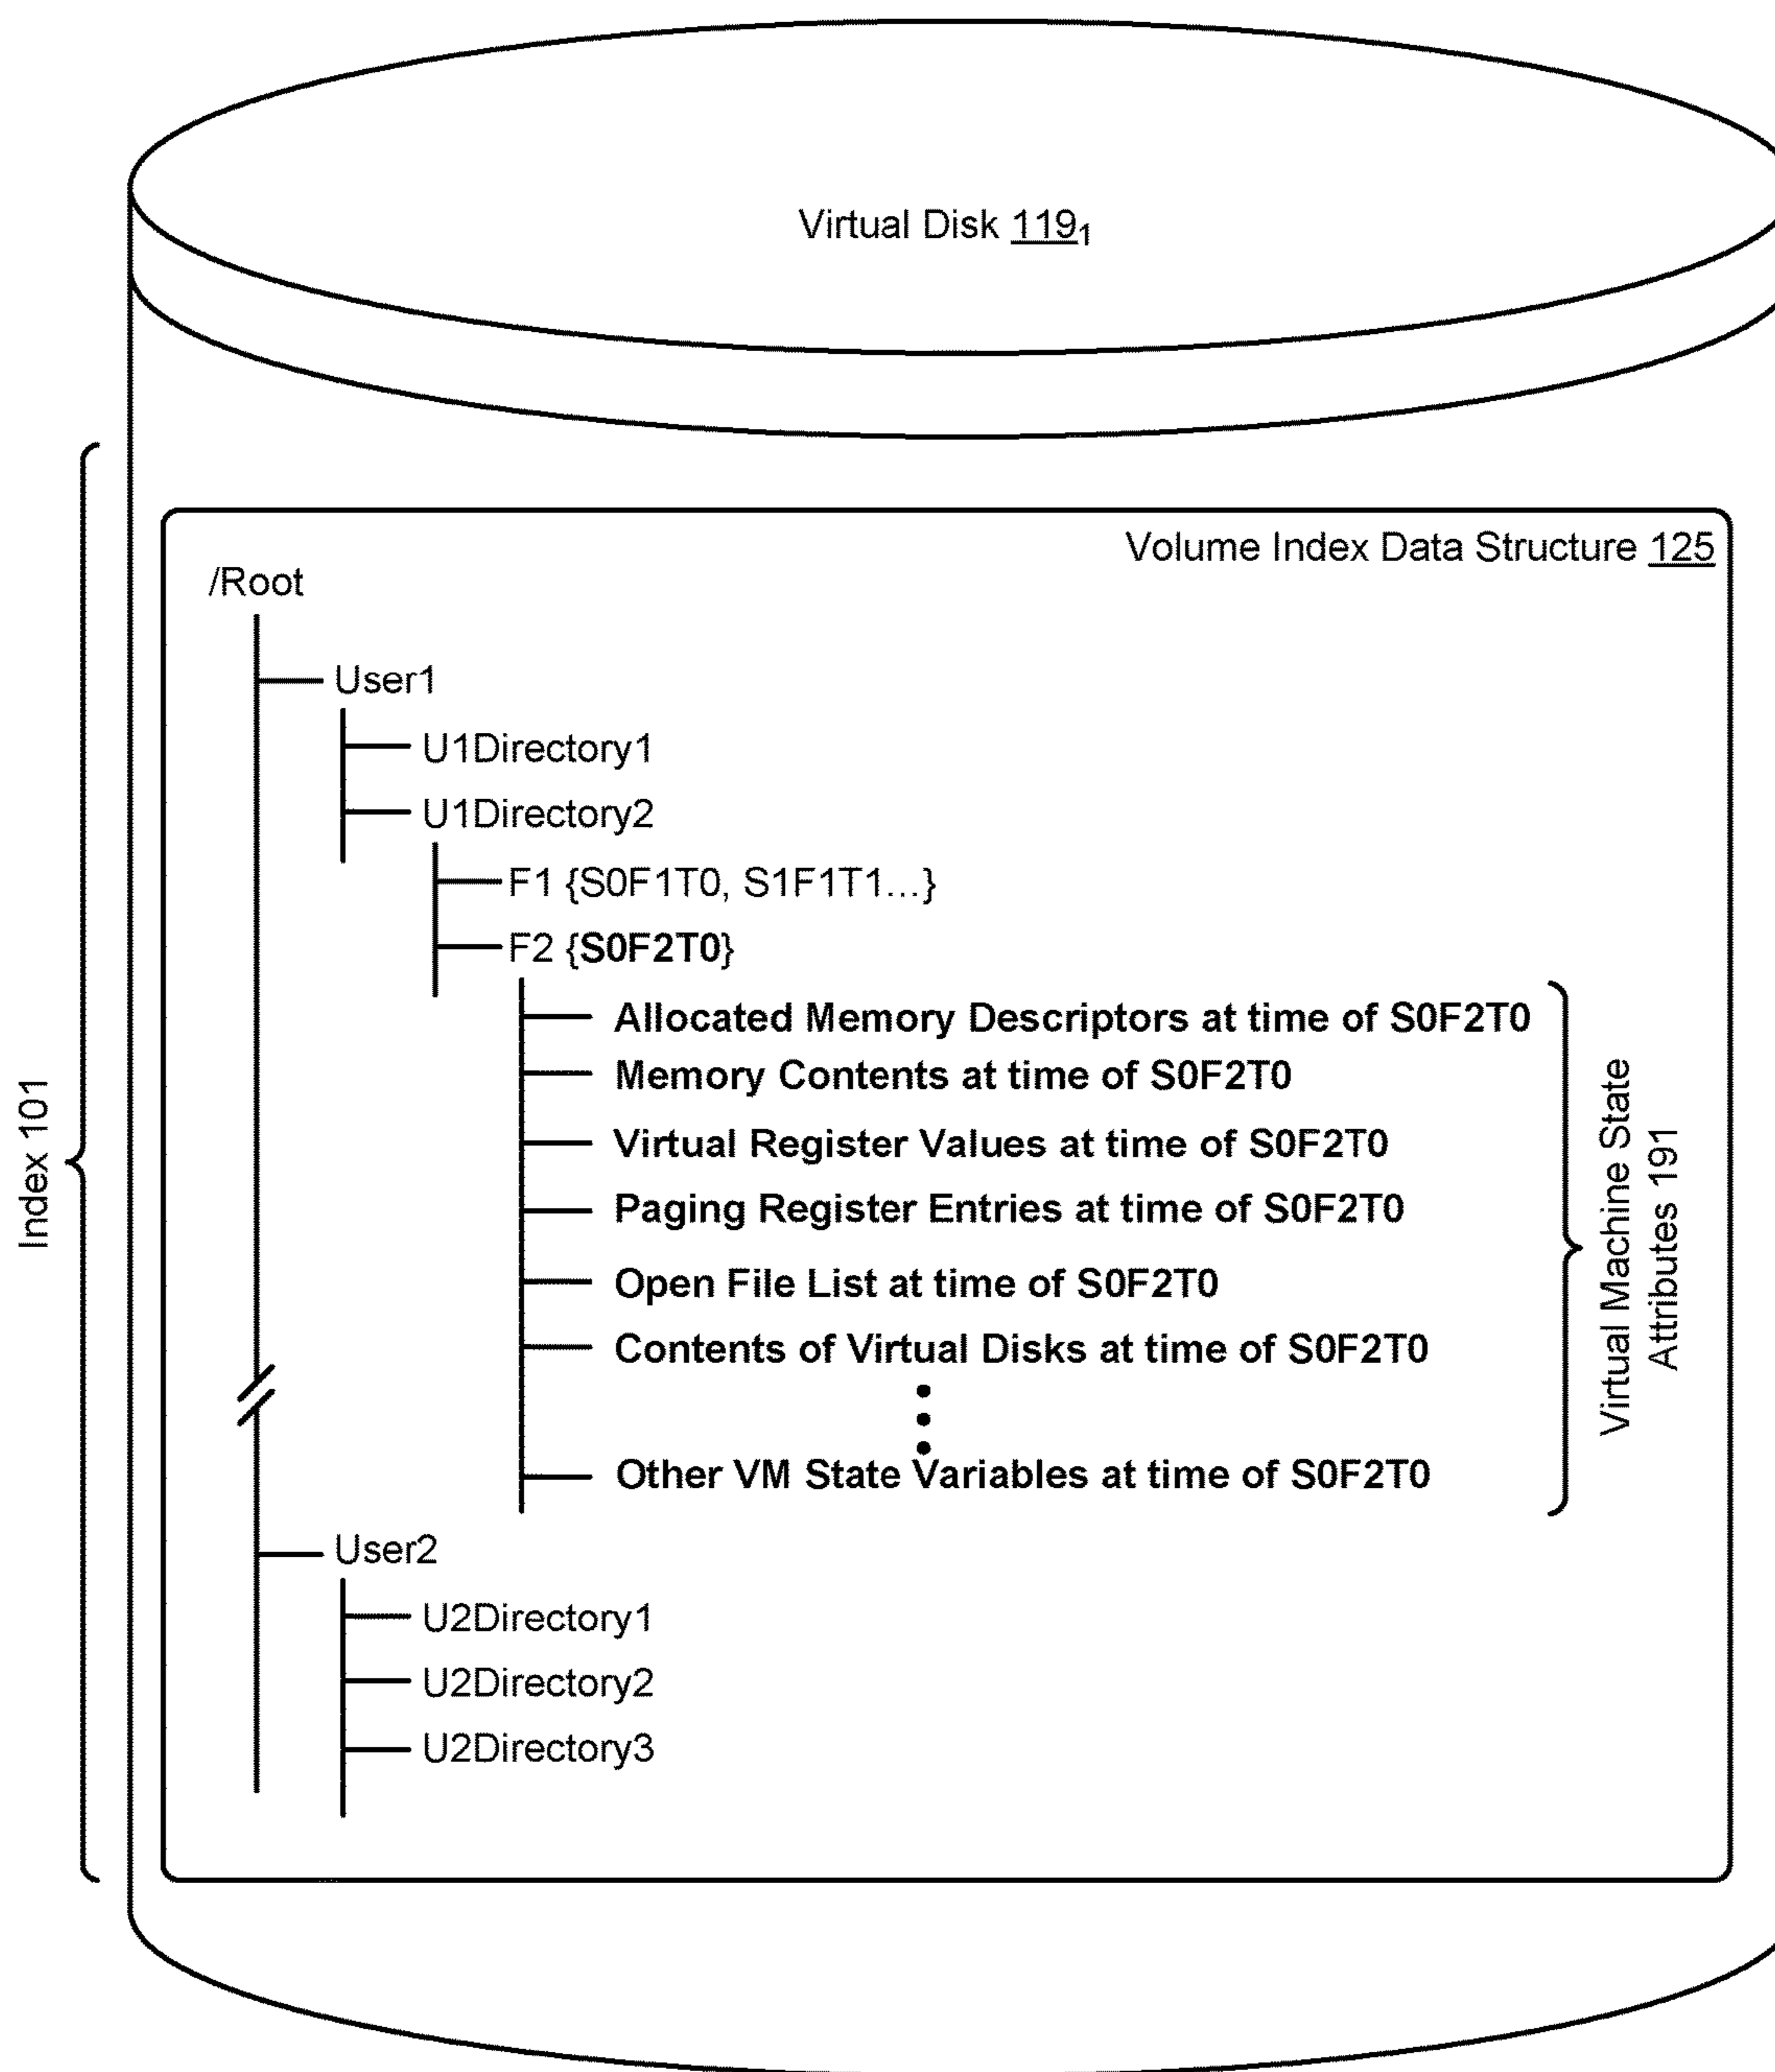 Virtual Disk 119₁
Index 101
Volume Index Data Structure 125
/Root
User1
U1Directory1
U1Directory2
F1 {S0F1T0, S1F1T1...}
F2 {S0F2T0}
Allocated Memory Descriptors at time of S0F2T0
Memory Contents at time of S0F2T0
Virtual Register Values at time of S0F2T0
Paging Register Entries at time of S0F2T0
Open File List at time of S0F2T0
Contents of Virtual Disks at time of S0F2T0
Other VM State Variables at time of S0F2T0
Virtual Machine State
Attributes 191
User2
U2Directory1
U2Directory2
U2Directory3